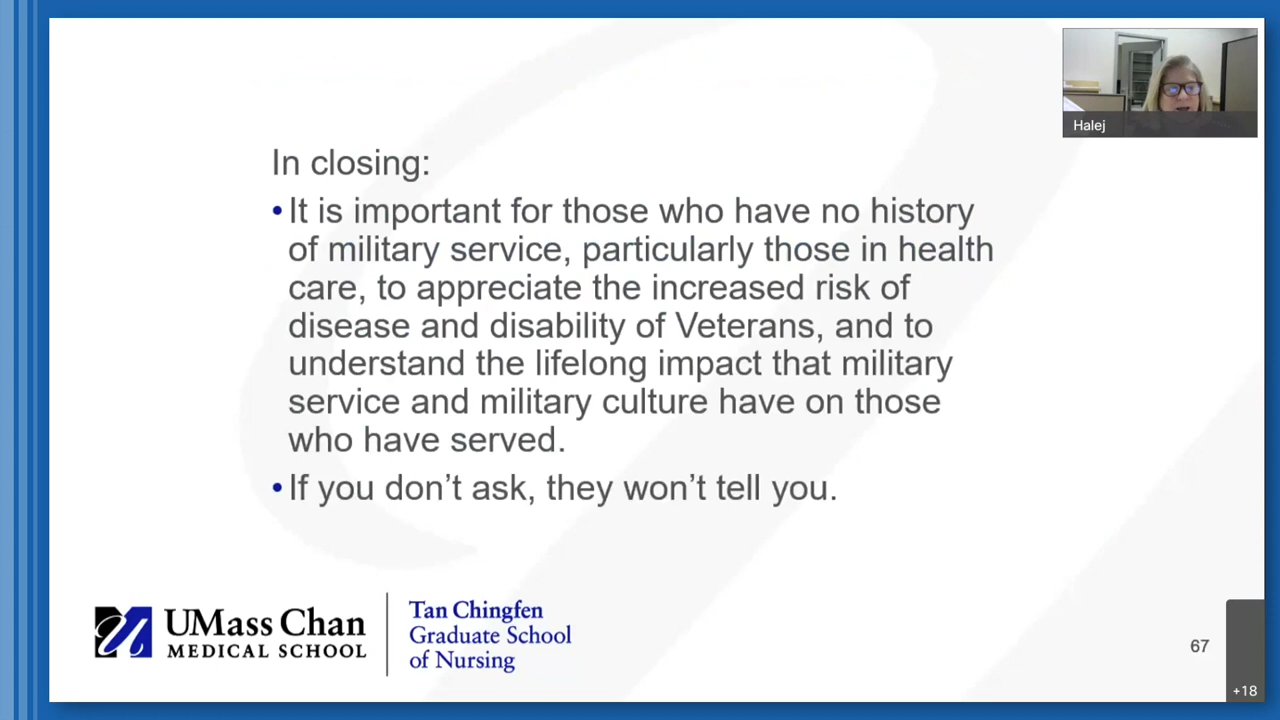 Halej
In closing:
•It is important for those who have no history
of military service, particularly those in health
care, to appreciate the increased risk of
disease and disability of Veterans, and to
understand the lifelong impact that military
service and military culture have on those
who have served.
•If you don’t ask, they won’t tell you.
UMass Chan
MEDICAL SCHOOL
Tan Chingfen
Graduate School
of Nursing
67
+18